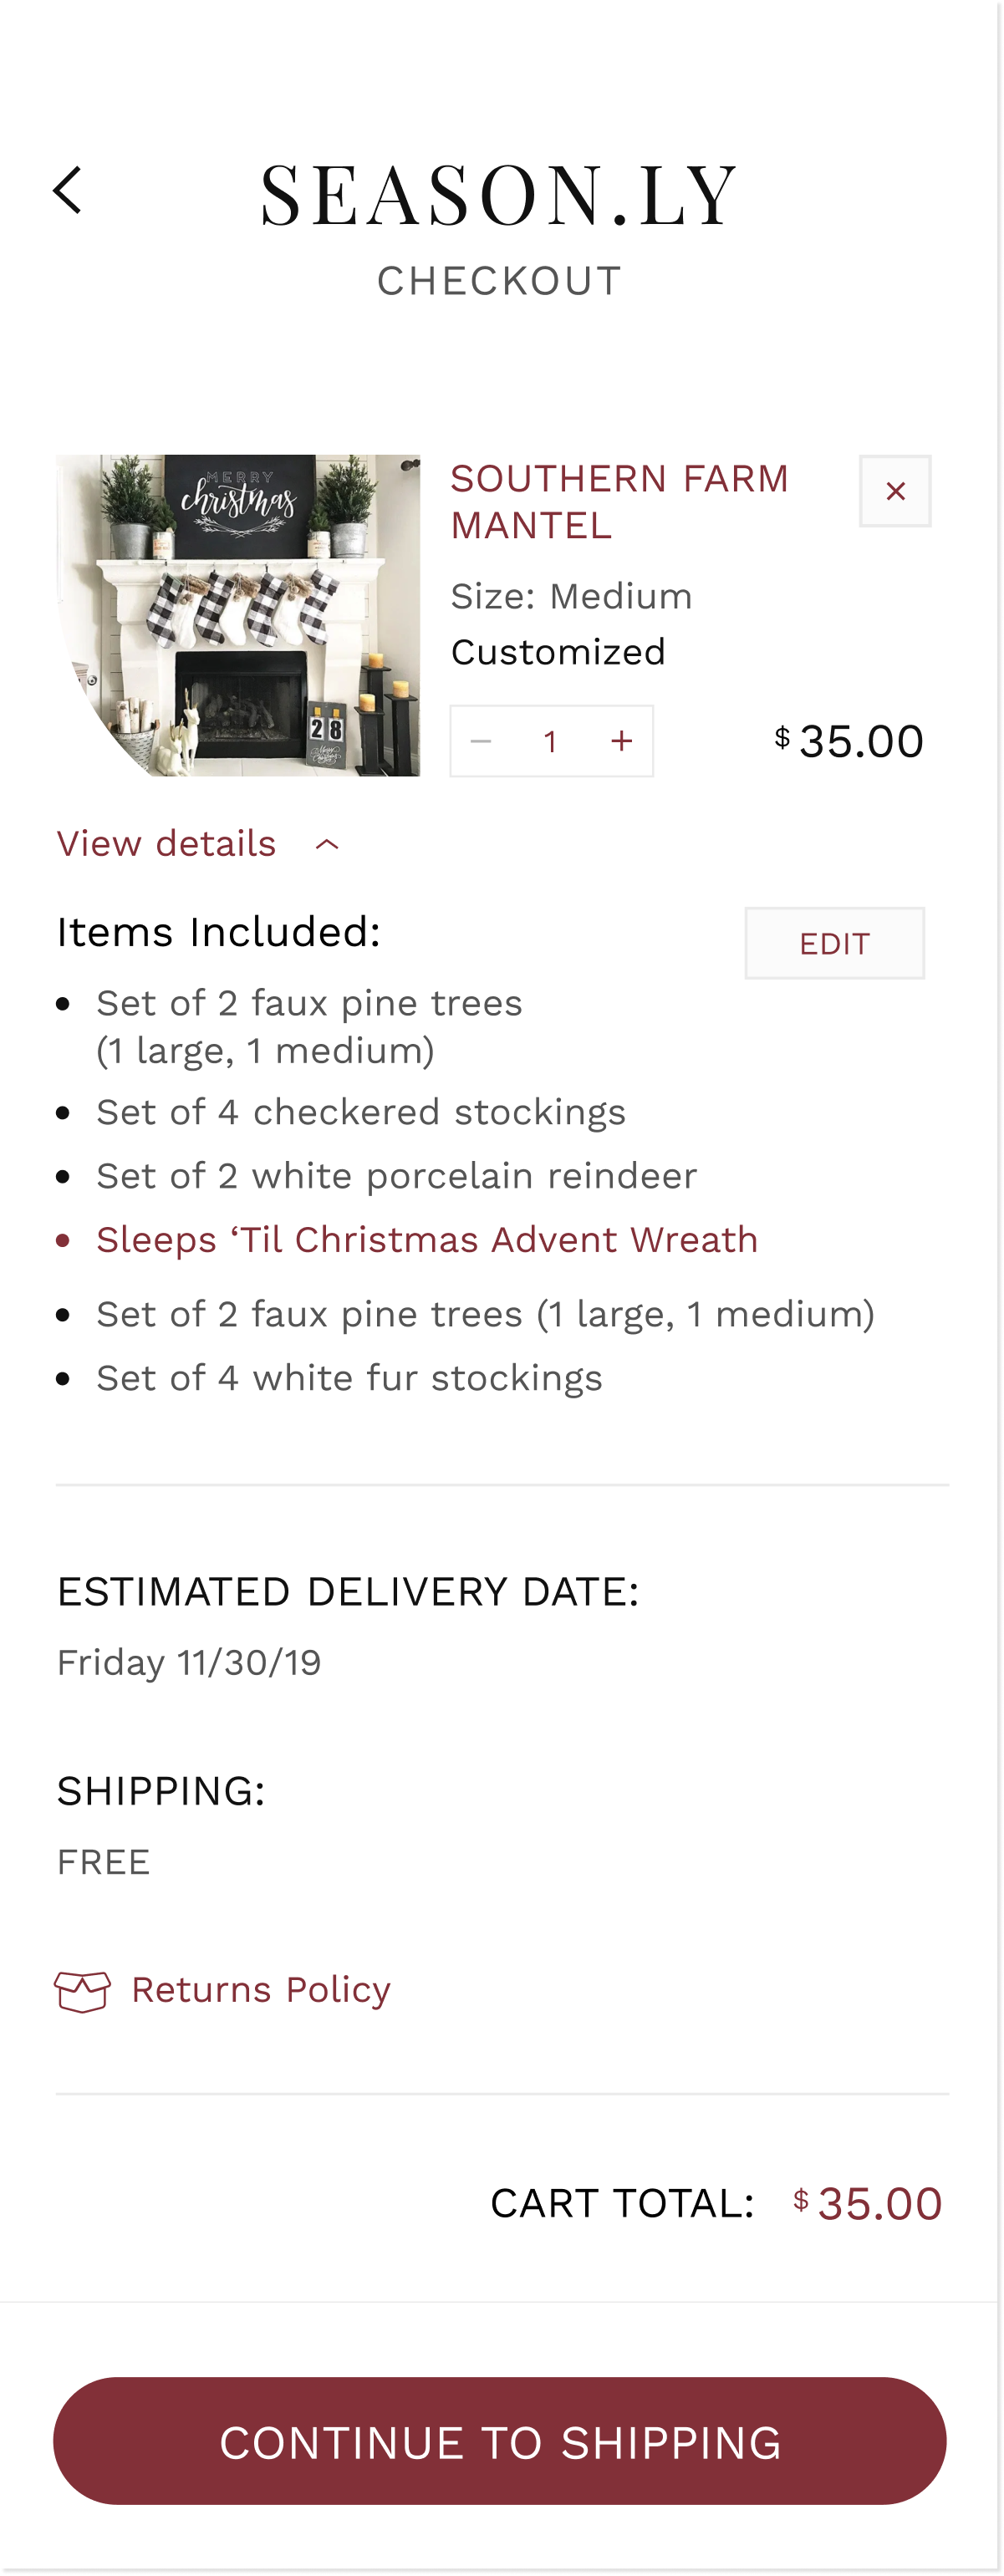 SEASON.LY
CHECKOUT
MERRY
christmas
28
SOUTHERN FARM
MANTEL
Size: Medium
Customized
1
$35.00
View details
Items Included:
EDIT
Set of 2 faux pine trees
(1 large, 1 medium)
Set of 4 checkered stockings
Set of 2 white porcelain reindeer
Sleeps ‘Til Christmas Advent Wreath
Set of 2 faux pine trees (1 large, 1 medium)
Set of 4 white fur stockings
ESTIMATED DELIVERY DATE:
Friday 11/30/19
SHIPPING:
FREE
Returns Policy
CART TOTAL: $35.00
CONTINUE TO SHIPPING